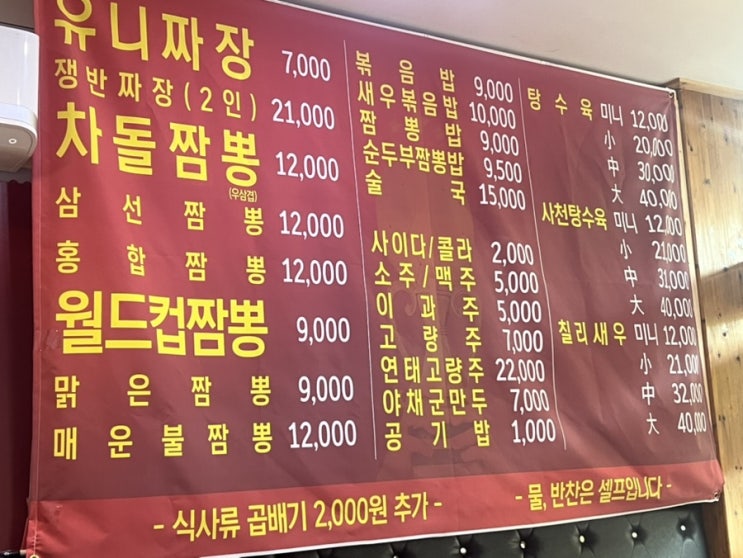 유니짜장 7,000
쟁반짜장(2인) 21,000
차돌짬뽕 12,000
(우삼겹)
삼선짬뽕 12,000
홍합짬뽕 12,000
월드컵짬뽕 9,000
맑은짬뽕 9,000
매운불짬뽕 12,000
볶음밥 9,000
새우볶음밥 10,000
짬뽕밥 9,000
순두부짬뽕밥 9,500
술국 15,000
사이다/콜라 2,000
소주/맥주 5,000
이과주 5,000
고량주 7,000
연태고량주 22,000
야채군만두 7,000
공기밥 1,000
탕수육 미니 12,000
小 20,000
中 30,000
大 40,000
사천탕수육 미니 12,000
小 21,000
中 31,000
大 40,000
칠리새우 미니 12,000
小 21,000
中 32,000
大 40,000
- 식사류 곱배기 2,000원 추가 -
- 물, 반찬은 셀프입니다 -